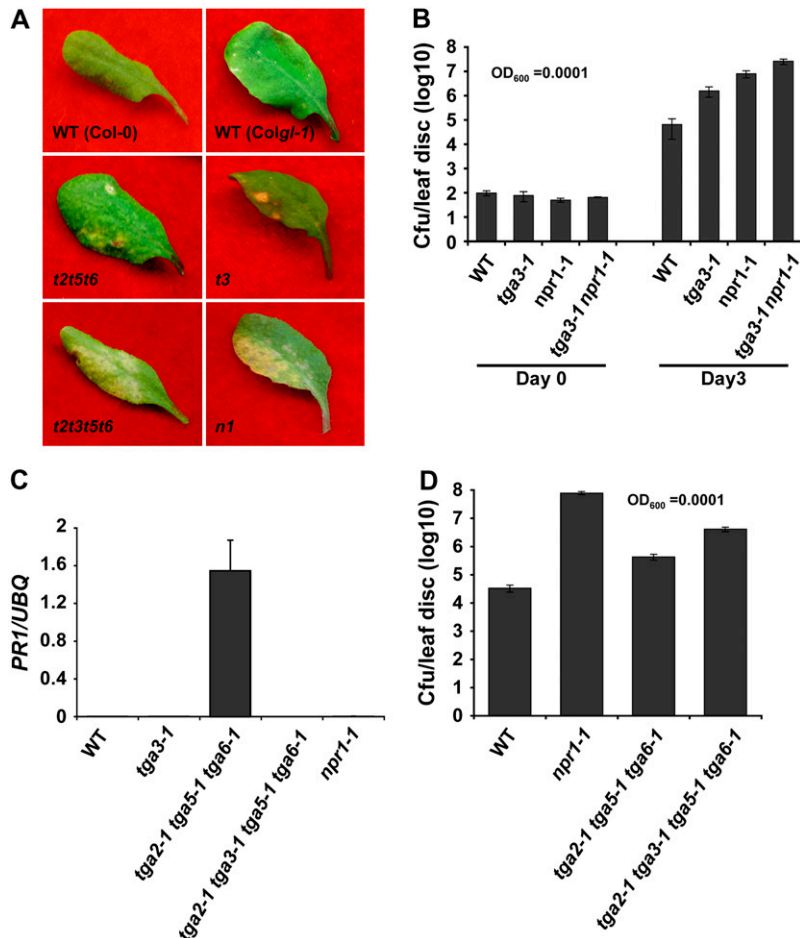 A
WT (Col-0)
WT (Colgl-1)
t2t5t6
t3
t2t3t5t6
n1
B
Cfu/leaf disc (log10)
OD600 =0.0001
8
7
6
5
4
3
2
1
0
WT
tga3-1
npr1-1
tga3-1 npr1-1
WT
tga3-1
npr1-1
tga3-1 npr1-1
Day 0
Day3
C
PR1/UBQ
2
1.6
1.2
0.8
0.4
0
WT
tga3-1
tga2-1 tga5-1 tga6-1
tga2-1 tga3-1 tga5-1 tga6-1
npr1-1
D
Cfu/leaf disc (log10)
OD600 =0.0001
8
7
6
5
4
3
2
1
0
WT
npr1-1
tga2-1 tga5-1 tga6-1
tga2-1 tga3-1 tga5-1 tga6-1